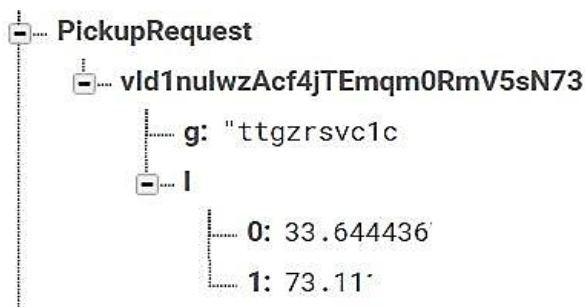 PickupRequest
vld1nulwzAcf4jTEmqm0RmV5sN73
g: "ttgzrsvc1c
l
0: 33.644436
1: 73.11